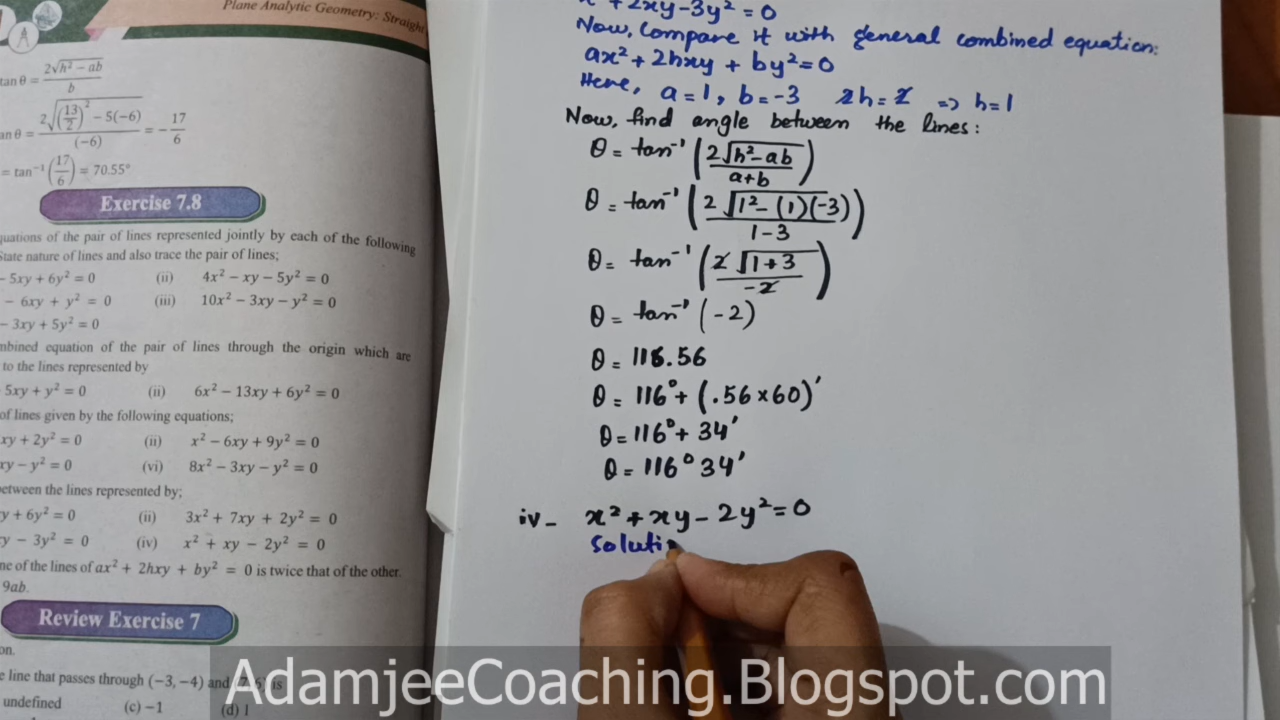 Plane Analytic Geometry: Straight
tan θ = 2√h² − ab / b
an θ = 2√(13/2)² − 5(−6) / (−6) = − 17/6
= tan⁻¹ (17/6) = 70.55°
Exercise 7.8
quations of the pair of lines represented jointly by each of the following
State nature of lines and also trace the pair of lines;
− 5xy + 6y² = 0 (ii) 4x² − xy − 5y² = 0
− 6xy + y² = 0 (iii) 10x² − 3xy − y² = 0
− 3xy + 5y² = 0
mbined equation of the pair of lines through the origin which are
to the lines represented by
5xy + y² = 0 (ii) 6x² − 13xy + 6y² = 0
of lines given by the following equations;
xy + 2y² = 0 (ii) x² − 6xy + 9y² = 0
xy − y² = 0 (vi) 8x² − 3xy − y² = 0
etween the lines represented by;
y + 6y² = 0 (ii) 3x² + 7xy + 2y² = 0
y − 3y² = 0 (iv) x² + xy − 2y² = 0
ne of the lines of ax² + 2hxy + by² = 0 is twice that of the other.
9ab.
Review Exercise 7
on.
e line that passes through (−3, −4) and is
undefined (c) −1 (d) 1
x² + 2xy − 3y² = 0
Now, compare it with general combined equation:
ax² + 2hxy + by² = 0
Here, a = 1, b = −3 2h = 2 => h = 1
Now, find angle between the lines:
θ = tan⁻¹ (2√h² − ab / a+b)
θ = tan⁻¹ (2√1² − (1)(−3) / 1−3)
θ = tan⁻¹ (2√1+3 / −2)
θ = tan⁻¹ (−2)
θ = 116.56
θ = 116° + (.56 × 60)′
θ = 116° + 34′
θ = 116° 34′
iv − x² + xy − 2y² = 0
Soluti
AdamjeeCoaching.Blogspot.com